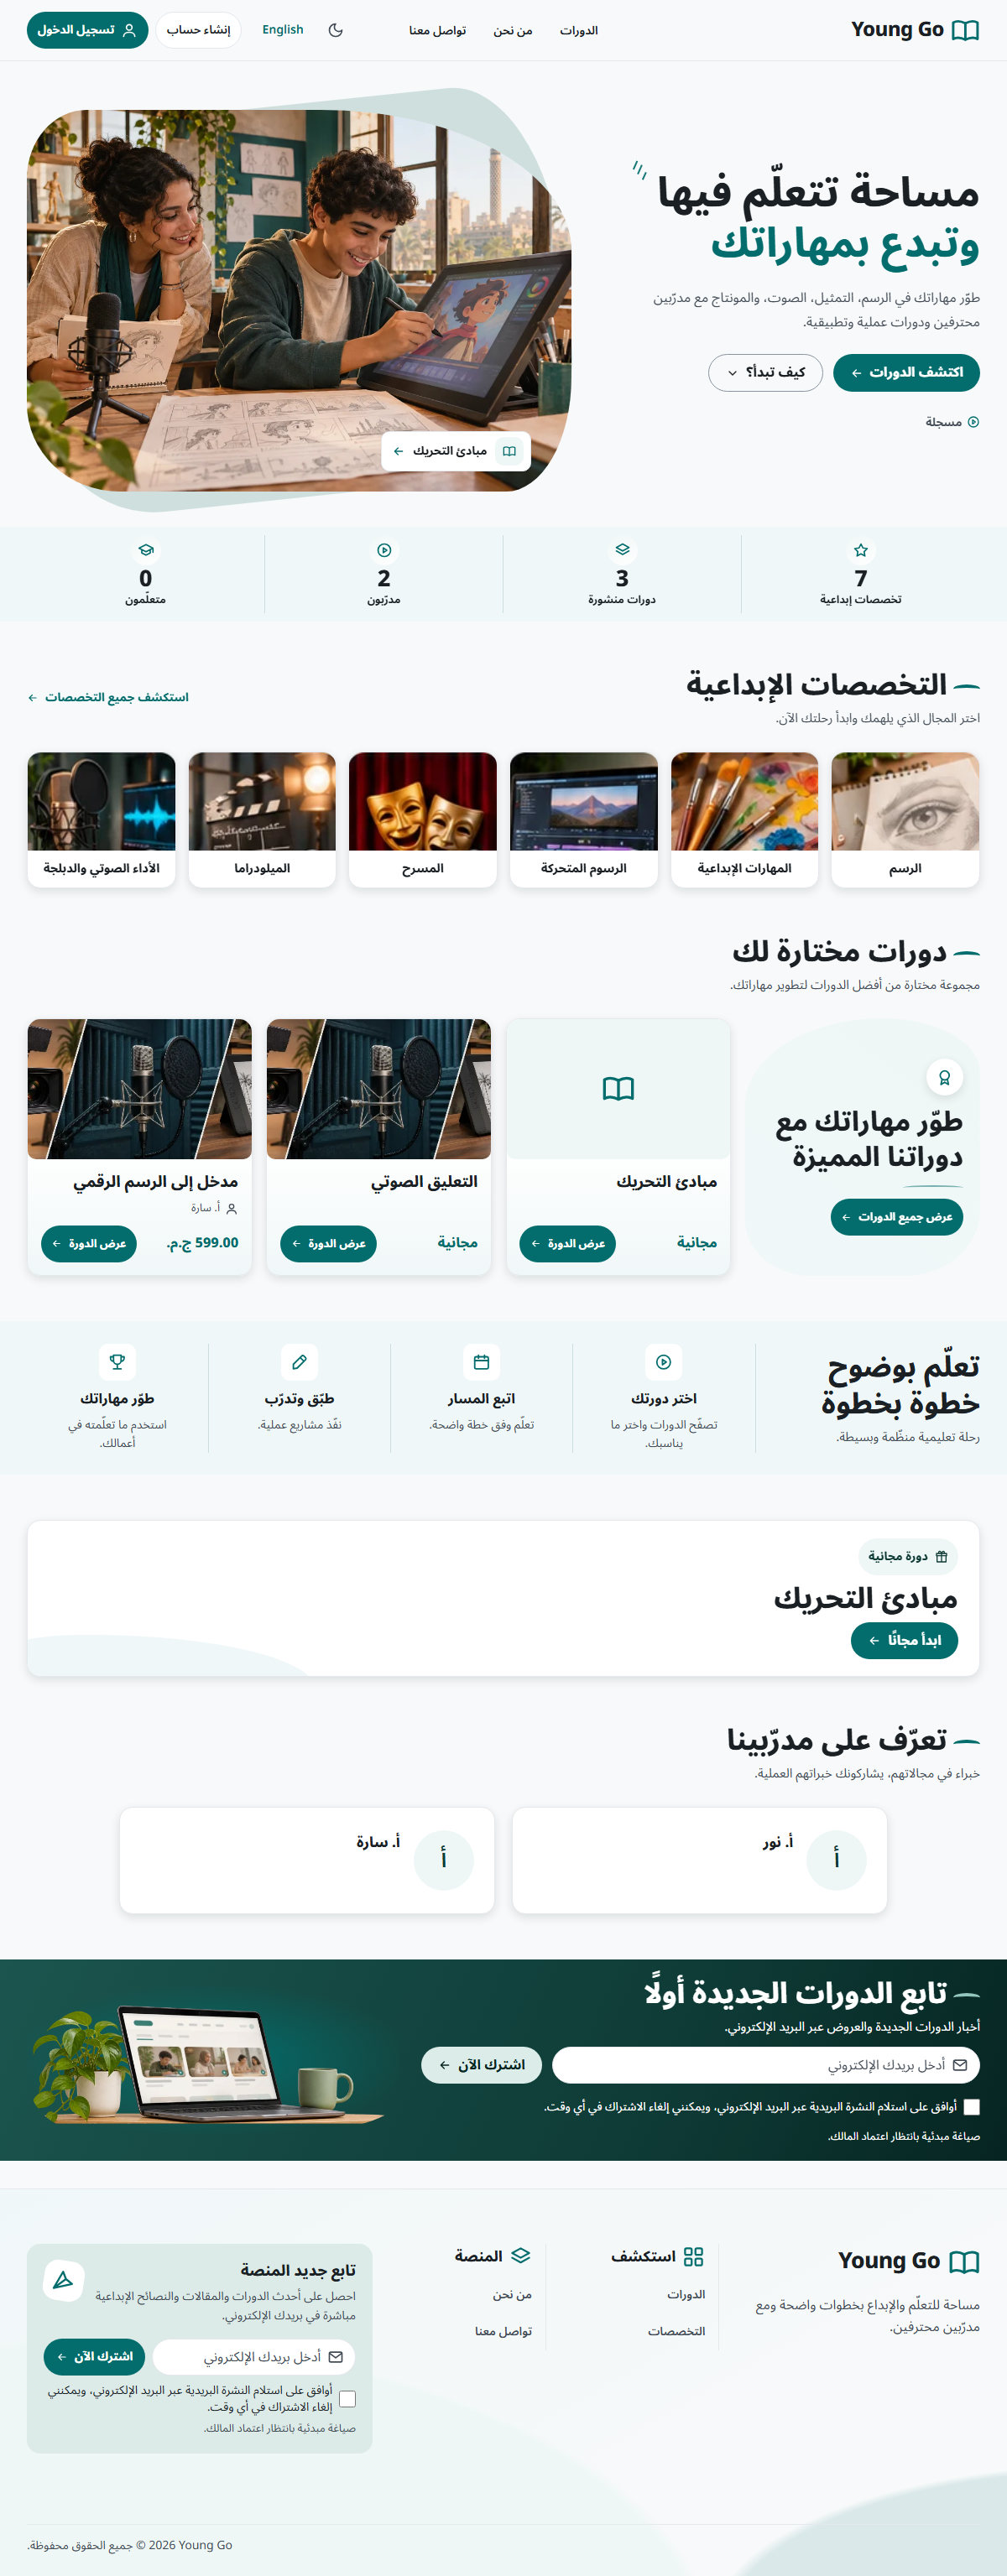 Young Go
الدورات
من نحن
تواصل معنا
English
إنشاء حساب
تسجيل الدخول
مساحة تتعلّم فيها
وتبدع بمهاراتك
طوّر مهاراتك في الرسم، التمثيل، الصوت، والمونتاج مع مدرّبين
محترفين ودورات عملية وتطبيقية.
اكتشف الدورات
كيف تبدأ؟
مسجلة
مبادئ التحريك
7
تخصصات إبداعية
3
دورات منشورة
2
مدرّبون
0
متعلّمون
التخصصات الإبداعية
اختر المجال الذي يلهمك وابدأ رحلتك الآن.
استكشف جميع التخصصات
الرسم
المهارات الإبداعية
الرسوم المتحركة
المسرح
الميلودراما
الأداء الصوتي والدبلجة
دورات مختارة لك
مجموعة مختارة من أفضل الدورات لتطوير مهاراتك.
طوّر مهاراتك مع
دوراتنا المميزة
عرض جميع الدورات
مبادئ التحريك
مجانية
عرض الدورة
التعليق الصوتي
مجانية
عرض الدورة
مدخل إلى الرسم الرقمي
أ. سارة
599.00 ج.م.
عرض الدورة
تعلّم بوضوح
خطوة بخطوة
رحلة تعليمية منظّمة وبسيطة.
اختر دورتك
تصفّح الدورات واختر ما
يناسبك.
اتبع المسار
تعلّم وفق خطة واضحة.
طبّق وتدرّب
نفّذ مشاريع عملية.
طوّر مهاراتك
استخدم ما تعلّمته في
أعمالك.
دورة مجانية
مبادئ التحريك
ابدأ مجانًا
تعرّف على مدرّبينا
خبراء في مجالاتهم، يشاركونك خبراتهم العملية.
أ
أ. نور
أ
أ. سارة
تابع الدورات الجديدة أولًا
أخبار الدورات الجديدة والعروض عبر البريد الإلكتروني.
أدخل بريدك الإلكتروني
اشترك الآن
أوافق على استلام النشرة البريدية عبر البريد الإلكتروني، ويمكنني إلغاء الاشتراك في أي وقت.
صياغة مبدئية بانتظار اعتماد المالك.
Young Go
مساحة للتعلّم والإبداع بخطوات واضحة ومع
مدرّبين محترفين.
استكشف
الدورات
التخصصات
المنصة
من نحن
تواصل معنا
تابع جديد المنصة
احصل على أحدث الدورات والمقالات والنصائح الإبداعية
مباشرة في بريدك الإلكتروني.
أدخل بريدك الإلكتروني
اشترك الآن
أوافق على استلام النشرة البريدية عبر البريد الإلكتروني، ويمكنني
إلغاء الاشتراك في أي وقت.
صياغة مبدئية بانتظار اعتماد المالك.
Young Go 2026 © جميع الحقوق محفوظة.